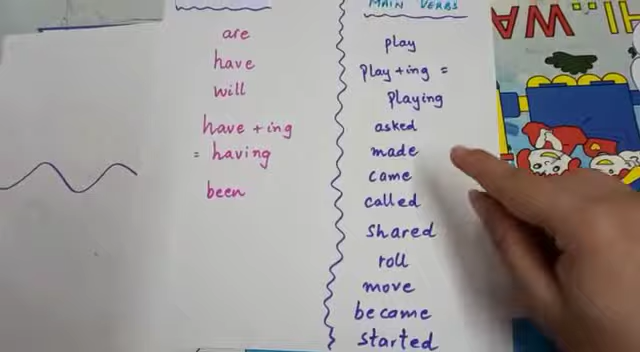 are
have
will
have + ing
= having
been
MAIN VERBS
play
play + ing =
playing
asked
made
came
called
shared
roll
move
became
started